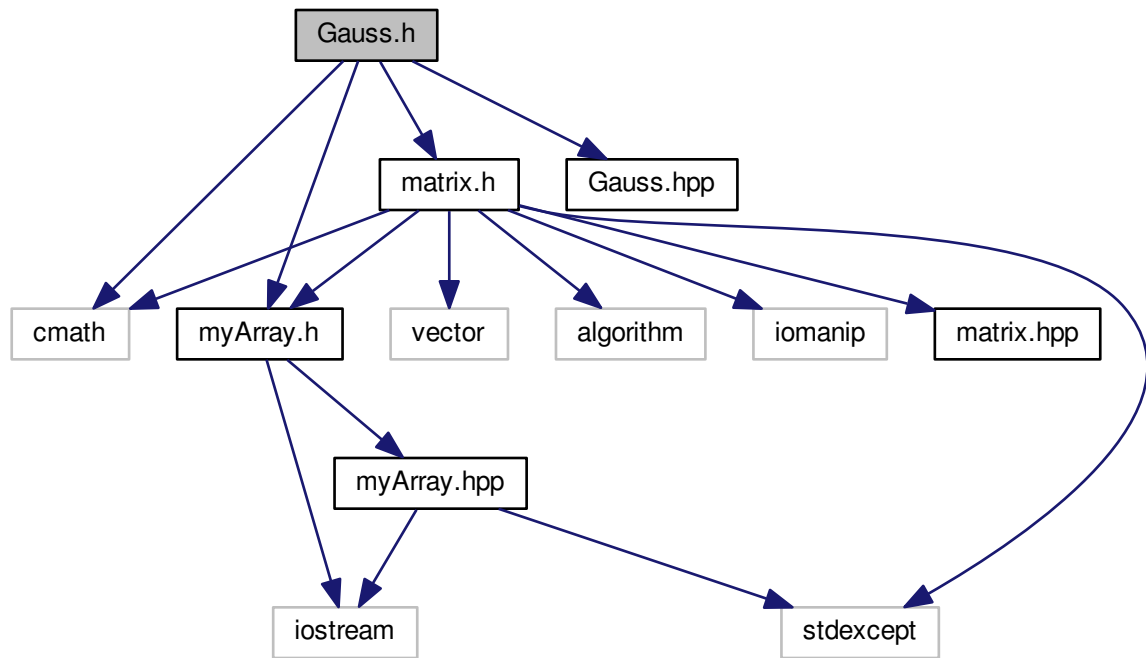 Gauss.h
matrix.h
Gauss.hpp
cmath
myArray.h
vector
algorithm
iomanip
matrix.hpp
myArray.hpp
iostream
stdexcept